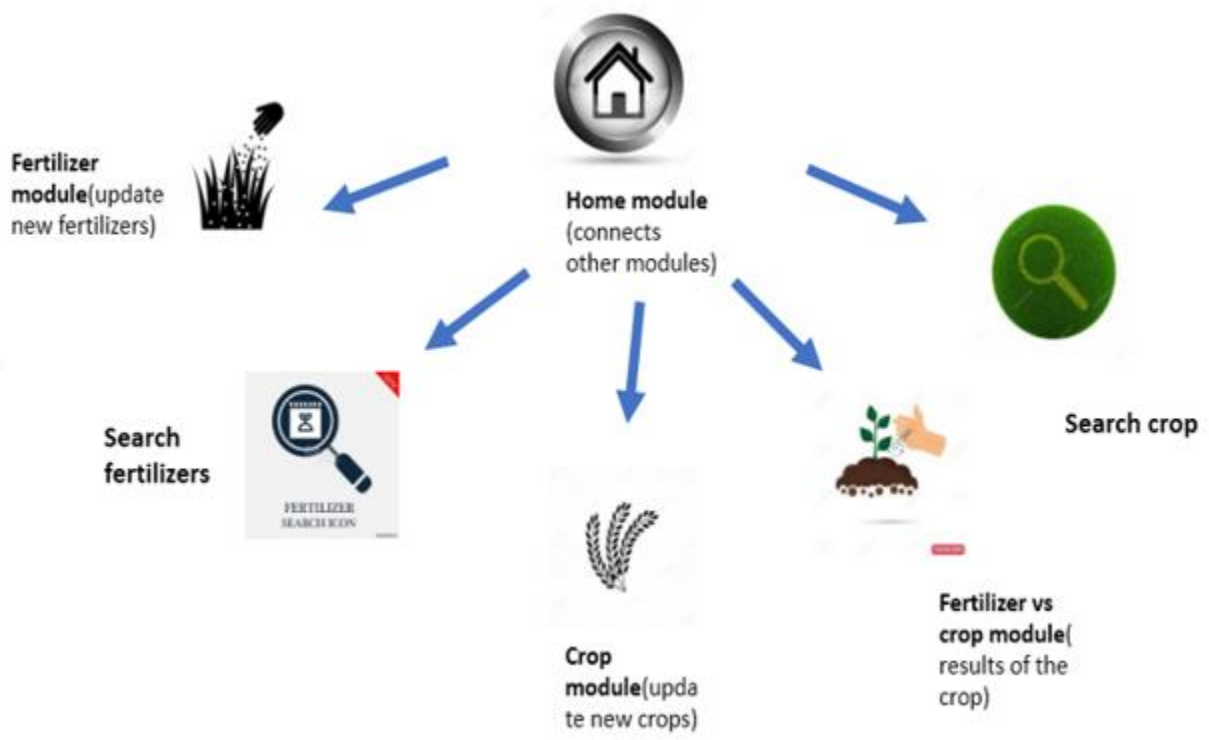 Fertilizer
module(update
new fertilizers)
Home module
(connects
other modules)
Search
fertilizers
FERTILIZER
SEARCH ICON
Search crop
Crop
module(upda
te new crops)
Fertilizer vs
crop module(
results of the
crop)